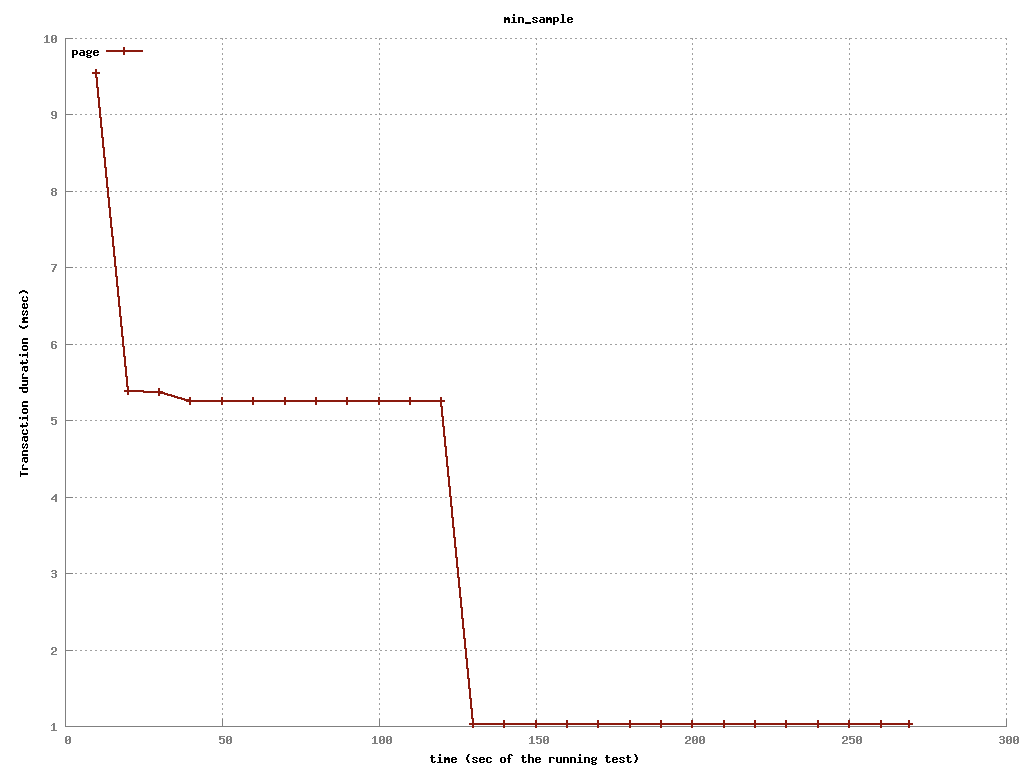 min_sample
page
10
9
8
7
6
5
4
3
2
1
Transaction duration (msec)
0 50 100 150 200 250 300
time (sec of the running test)